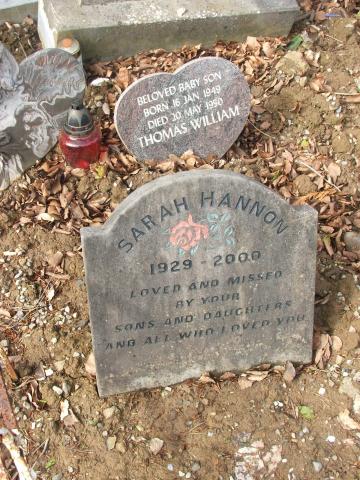 BELOVED BABY SON
BORN 16 JAN 1949
DIED 20 MAY 1950
THOMAS WILLIAM
SARAH HANNON
1929 - 2000
LOVED AND MISSED
BY YOUR
SONS AND DAUGHTERS
AND ALL WHO LOVED YOU